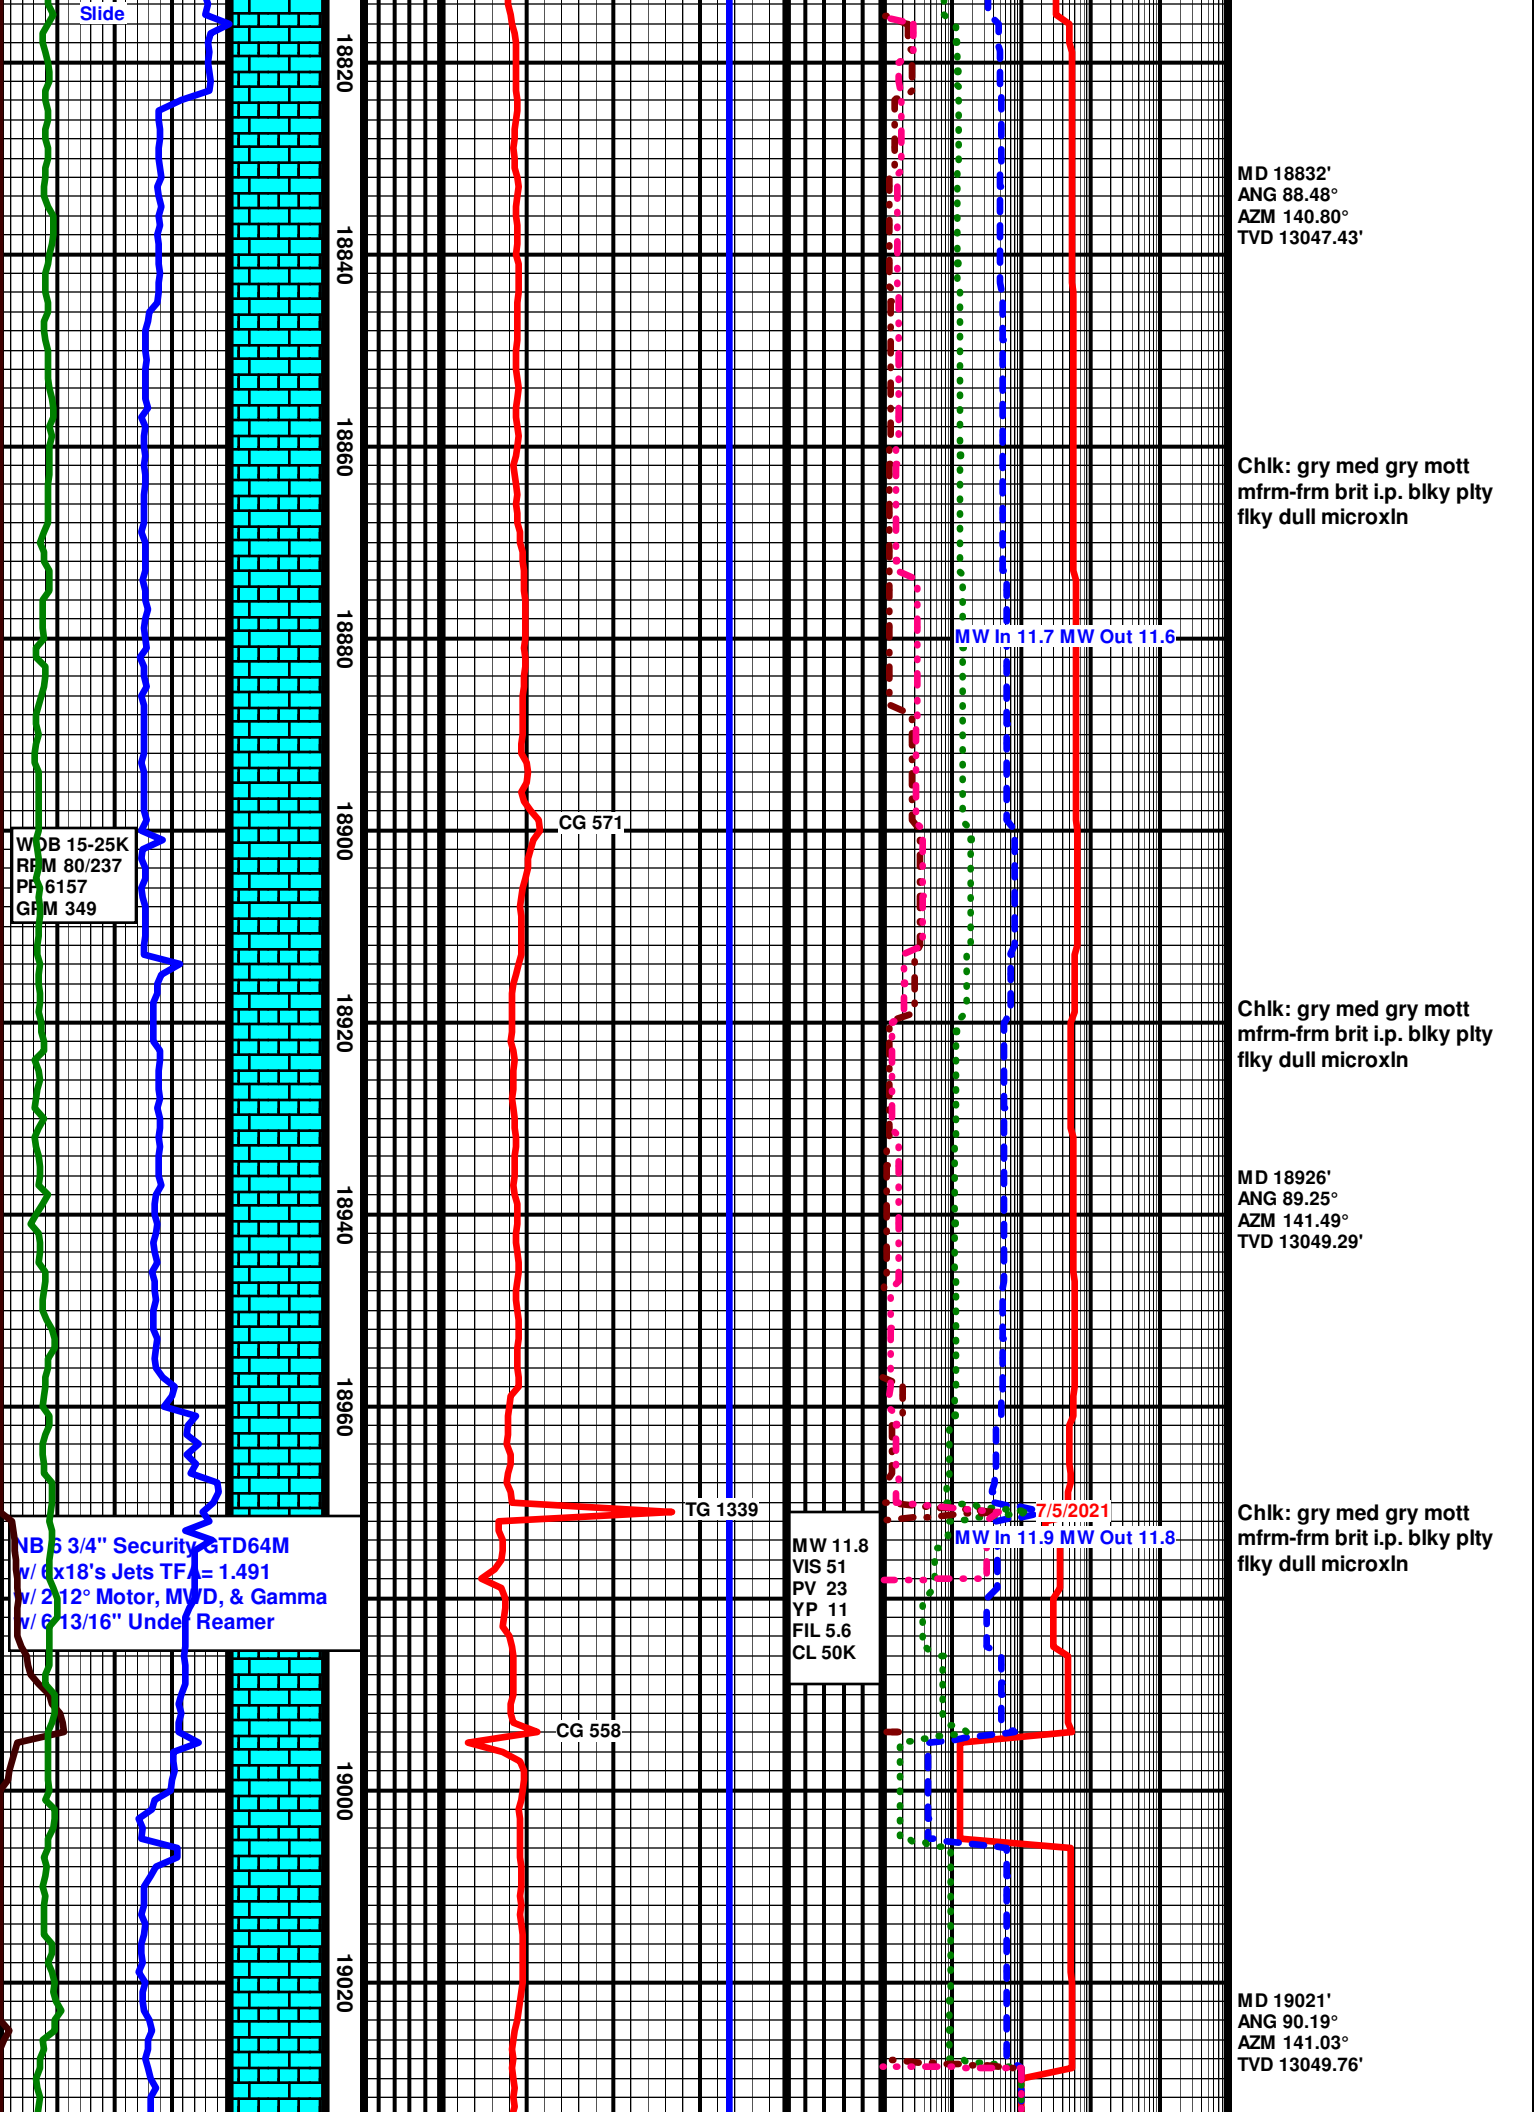 Slide
18820
MD 18832'
ANG 88.48°
AZM 140.80°
TVD 13047.43'
18840
18860
Chlk: gry med gry mott
mfrm-frm brit i.p. blky plty
flky dull microxln
18880
MW In 11.7 MW Out 11.6
CG 571
18900
WOB 15-25K
RPM 80/237
PP 6157
GPM 349
Chlk: gry med gry mott
mfrm-frm brit i.p. blky plty
flky dull microxln
18920
MD 18926'
ANG 89.25°
AZM 141.49°
TVD 13049.29'
18940
18960
TG 1339
7/5/2021
MW In 11.9 MW Out 11.8
Chlk: gry med gry mott
mfrm-frm brit i.p. blky plty
flky dull microxln
NB 6 3/4" Security GTD64M
w/ 6x18's Jets TFA= 1.491
w/ 2.12° Motor, MWD, & Gamma
w/ 6 13/16" Under Reamer
MW 11.8
VIS 51
PV 23
YP 11
FIL 5.6
CL 50K
CG 558
19000
19020
MD 19021'
ANG 90.19°
AZM 141.03°
TVD 13049.76'